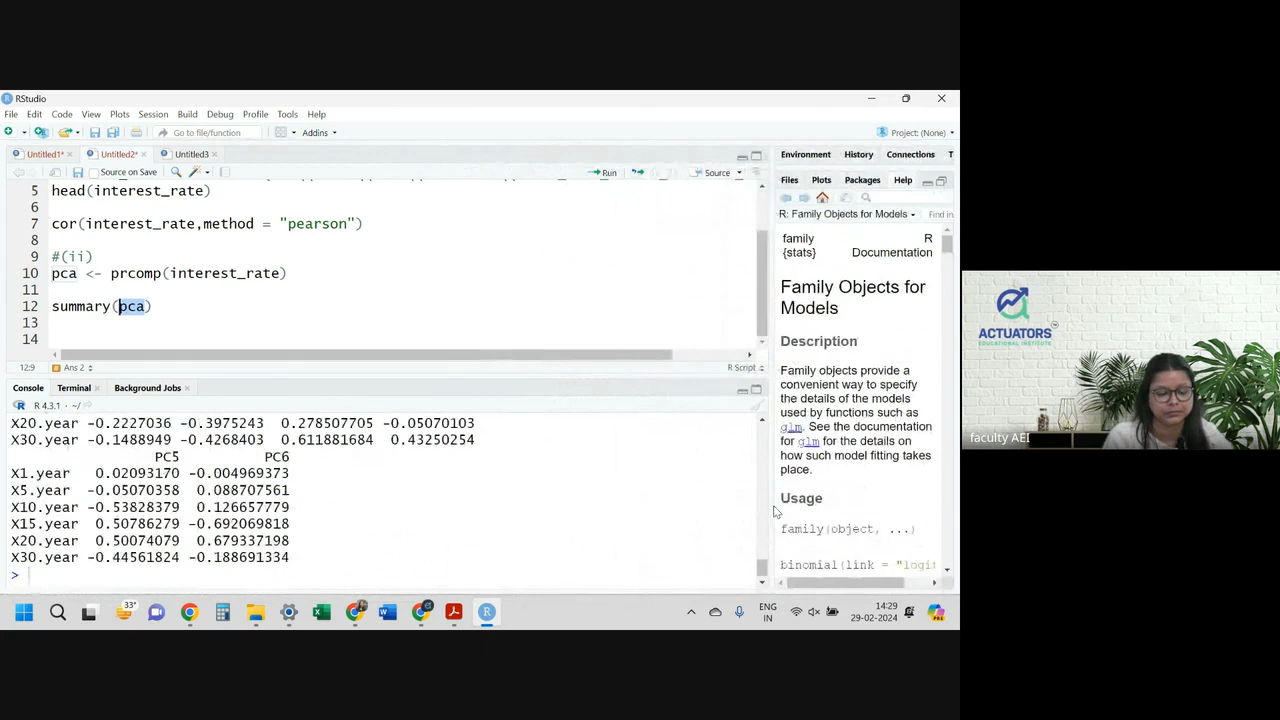 RStudio
File Edit Code View Plots Session Build Debug Profile Tools Help
Go to file/function Addins Project: (None)
Untitled1* Untitled2* Untitled3
Source on Save Run Source
5 head(interest_rate)
6
7 cor(interest_rate,method = "pearson")
8
9 #(ii)
10 pca <- prcomp(interest_rate)
11
12 summary(pca)
13
14
12:9 Ans 2 R Script
Console Terminal Background Jobs
R 4.3.1 · ~/
X20.year -0.2227036 -0.3975243 0.278507705 -0.05070103
X30.year -0.1488949 -0.4268403 0.611881684 0.43250254
PC5 PC6
X1.year 0.02093170 -0.004969373
X5.year -0.05070358 0.088707561
X10.year -0.53828379 0.126657779
X15.year 0.50786279 -0.692069818
X20.year 0.50074079 0.679337198
X30.year -0.44561824 -0.188691334
>
Environment History Connections T
Files Plots Packages Help
R: Family Objects for Models Find in
family R
{stats} Documentation
Family Objects for
Models
Description
Family objects provide a
convenient way to specify
the details of the models
used by functions such as
glm. See the documentation
for glm for the details on
how such model fitting takes
place.
Usage
family(object, ...)
binomial(link = "logi
33°
ENG
IN
14:29
29-02-2024
ACTUATORS
EDUCATIONAL INSTITUTE
faculty AEI